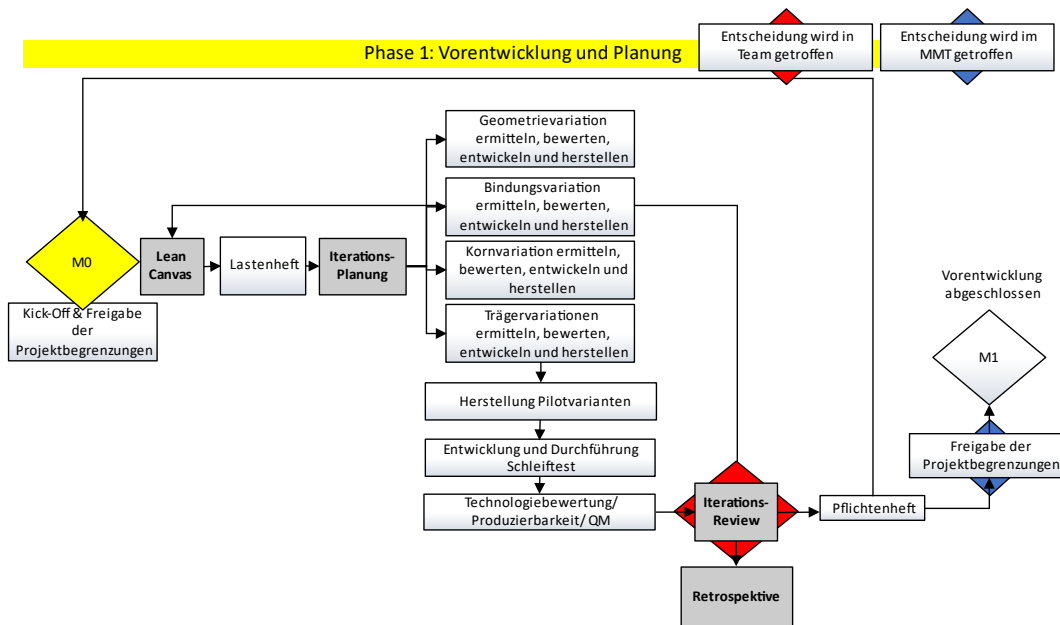 Phase 1: Vorentwicklung und Planung
Entscheidung wird in
Team getroffen
Entscheidung wird im
MMT getroffen
Geometrievariation
ermitteln, bewerten,
entwickeln und herstellen
Bindungsvariation
ermitteln, bewerten,
entwickeln und herstellen
Kornvariation ermitteln,
bewerten, entwickeln und
herstellen
Trägervariationen
ermitteln, bewerten,
entwickeln und herstellen
M0
Kick-Off & Freigabe
der
Projektbegrenzungen
Lean
Canvas
Lastenheft
Iterations-
Planung
Herstellung Pilotvarianten
Entwicklung und Durchführung
Schleiftest
Technologiebewertung/
Produzierbarkeit/ QM
Iterations-
Review
Retrospektive
Pflichtenheft
Vorentwicklung
abgeschlossen
M1
Freigabe der
Projektbegrenzungen